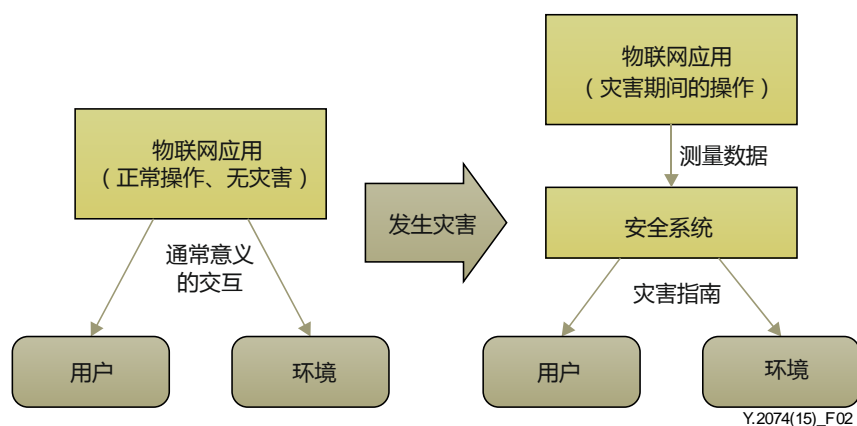 物联网应用
（正常操作、无灾害）
通常意义
的交互
用户
环境
发生灾害
物联网应用
（灾害期间的操作）
测量数据
安全系统
灾害指南
用户
环境
Y.2074(15)_F02